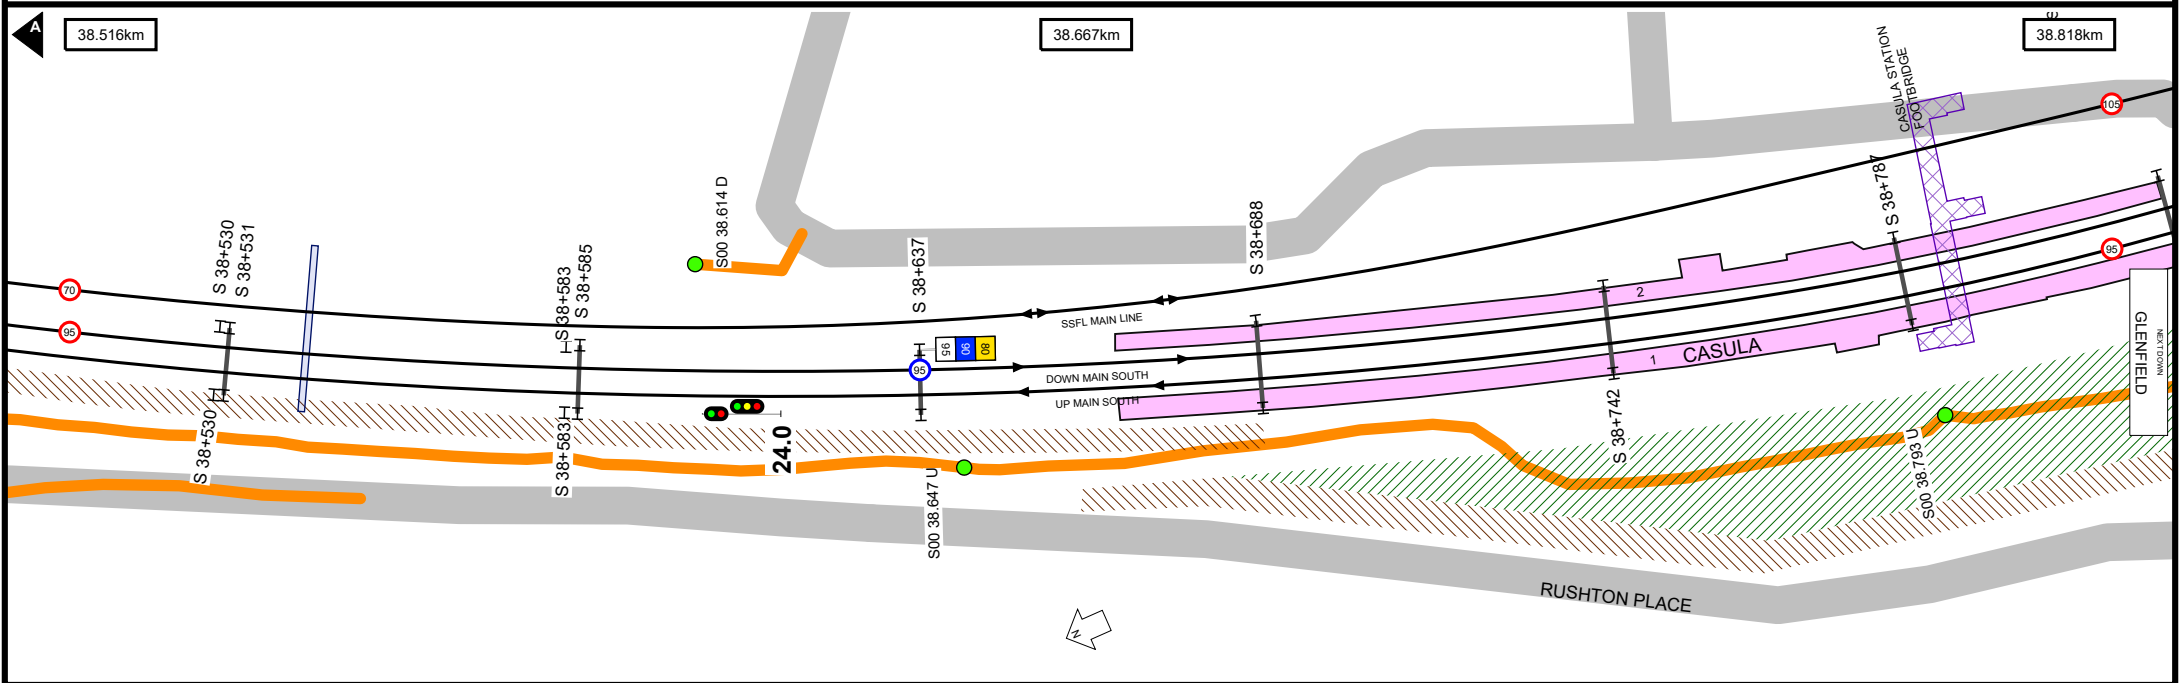 A
38.516km
38.667km
38.818km
CASULA STATION
FOOTBRIDGE
105
S 38+787
S00 38.614 D
S 38+530
S 38+531
S 38+583
S 38+585
S 38+637
S 38+688
70
95
95
90
80
95
SSFL MAIN LINE
DOWN MAIN SOUTH
UP MAIN SOUTH
2
1
CASULA
95
GLENFIELD
NEXT DOWN
S 38+530
S 38+583
24.0
S00 38.647 U
S 38+742
S00 38.793 U
RUSHTON PLACE
N